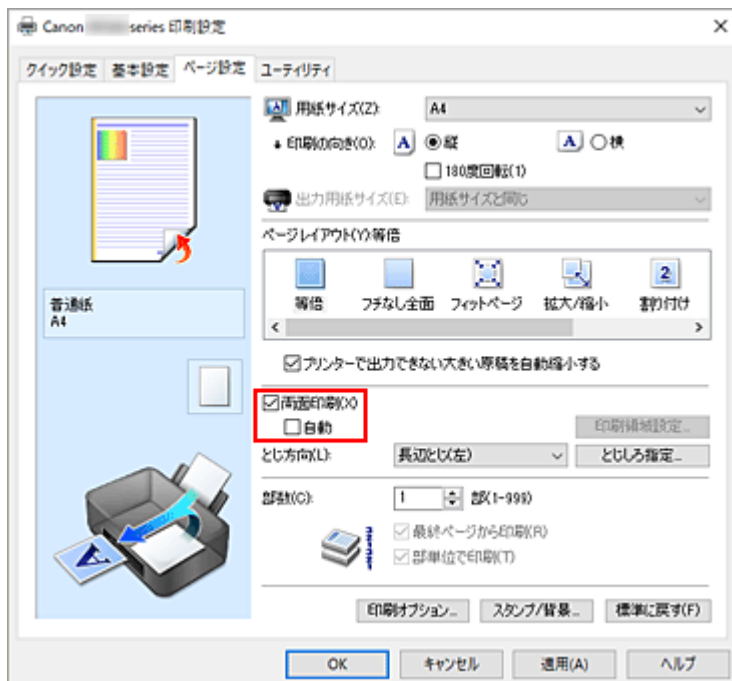 Canon series 印刷設定
クイック設定 基本設定 ページ設定 ユーティリティ
用紙サイズ(Z): A4
印刷の向き(O): A 縦 A 横
180度回転(1)
出力用紙サイズ(E): 用紙サイズと同じ
ページレイアウト(Y):等倍
等倍 フチなし全面 フィットページ 拡大/縮小 割り付け
2
普通紙
A4
プリンターで出力できない大きい原稿を自動縮小する
両面印刷(X)
自動
印刷領域設定...
とじ方向(L): 長辺とじ(左) とじしろ指定...
部数(C): 1 部(1-999)
最終ページから印刷(R)
部単位で印刷(T)
印刷オプション... スタンプ/背景... 標準に戻す(F)
OK キャンセル 適用(A) ヘルプ